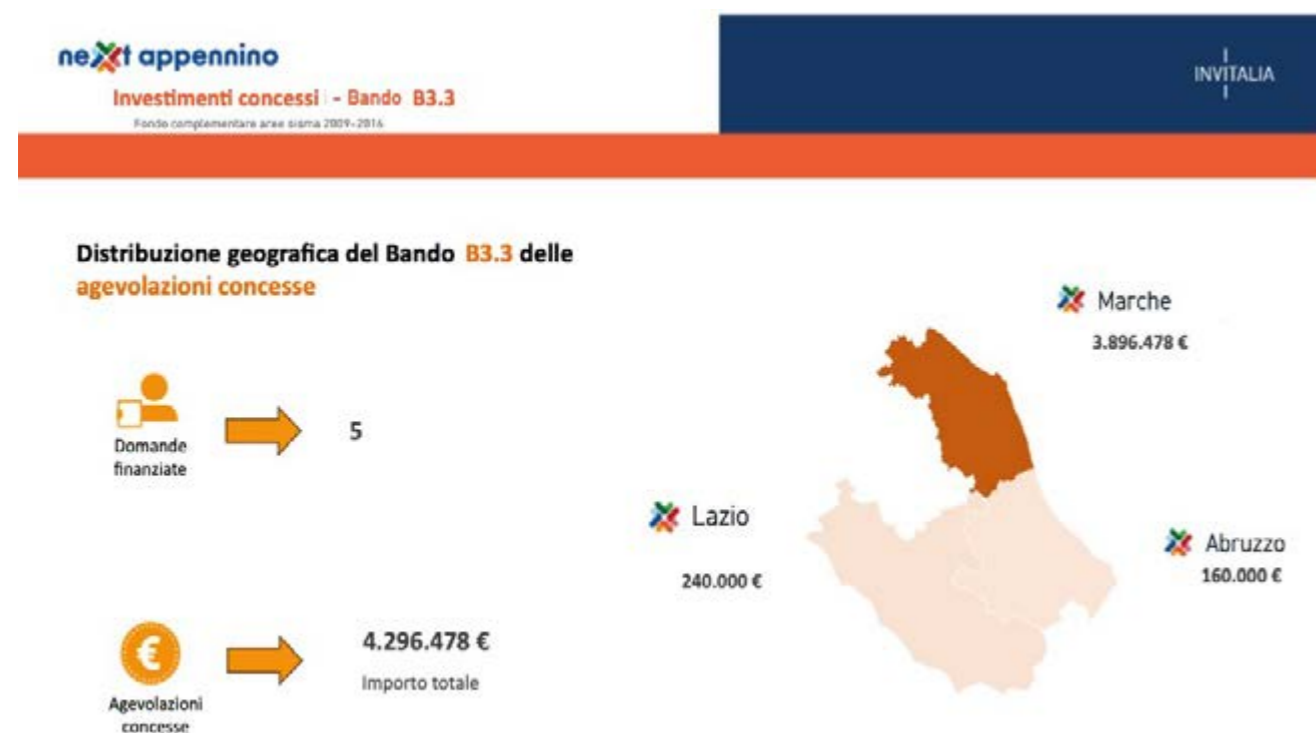 neXt appennino
Investimenti concessi - Bando B3.3
Fondo complementare aree sisma 2009-2016
INVITALIA
Distribuzione geografica del Bando B3.3 delle
agevolazioni concesse
Domande
finanziate
5
Agevolazioni
concesse
4.296.478 €
Importo totale
Marche
3.896.478 €
Lazio
240.000 €
Abruzzo
160.000 €